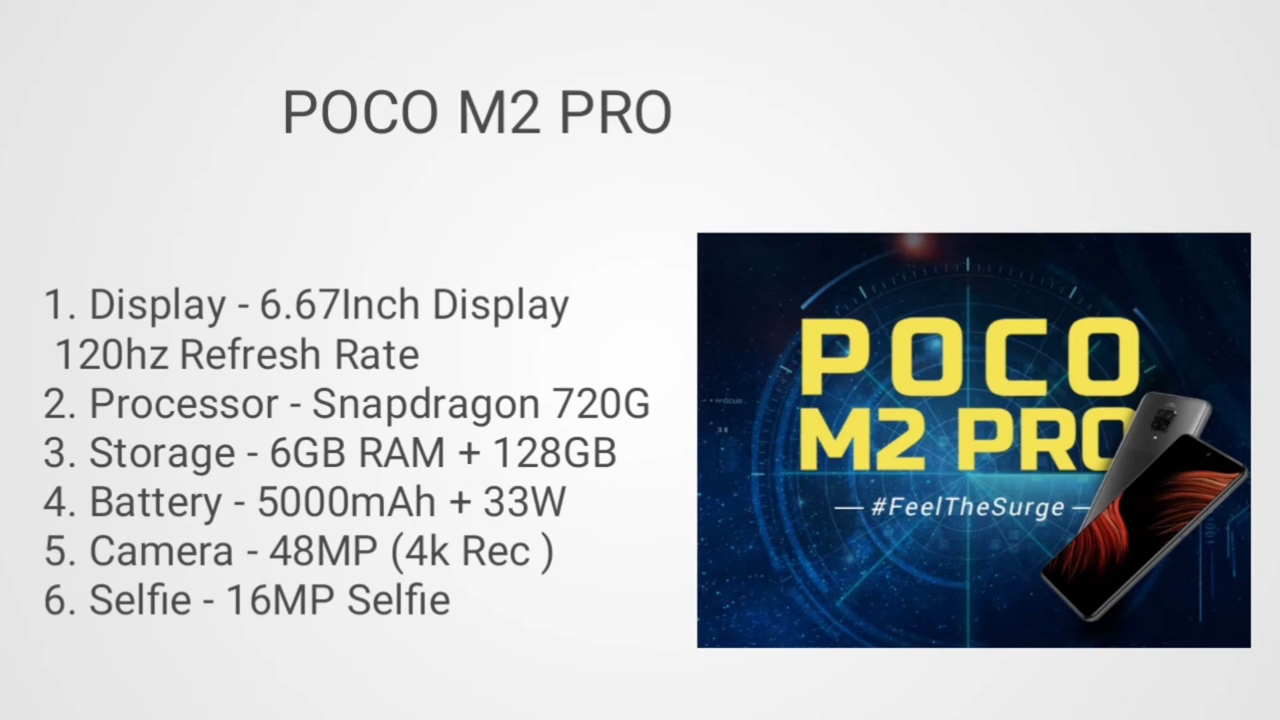 POCO M2 PRO
1. Display - 6.67Inch Display
120hz Refresh Rate
2. Processor - Snapdragon 720G
3. Storage - 6GB RAM + 128GB
4. Battery - 5000mAh + 33W
5. Camera - 48MP (4k Rec )
6. Selfie - 16MP Selfie
POCO
M2 PRO
— #FeelTheSurge —